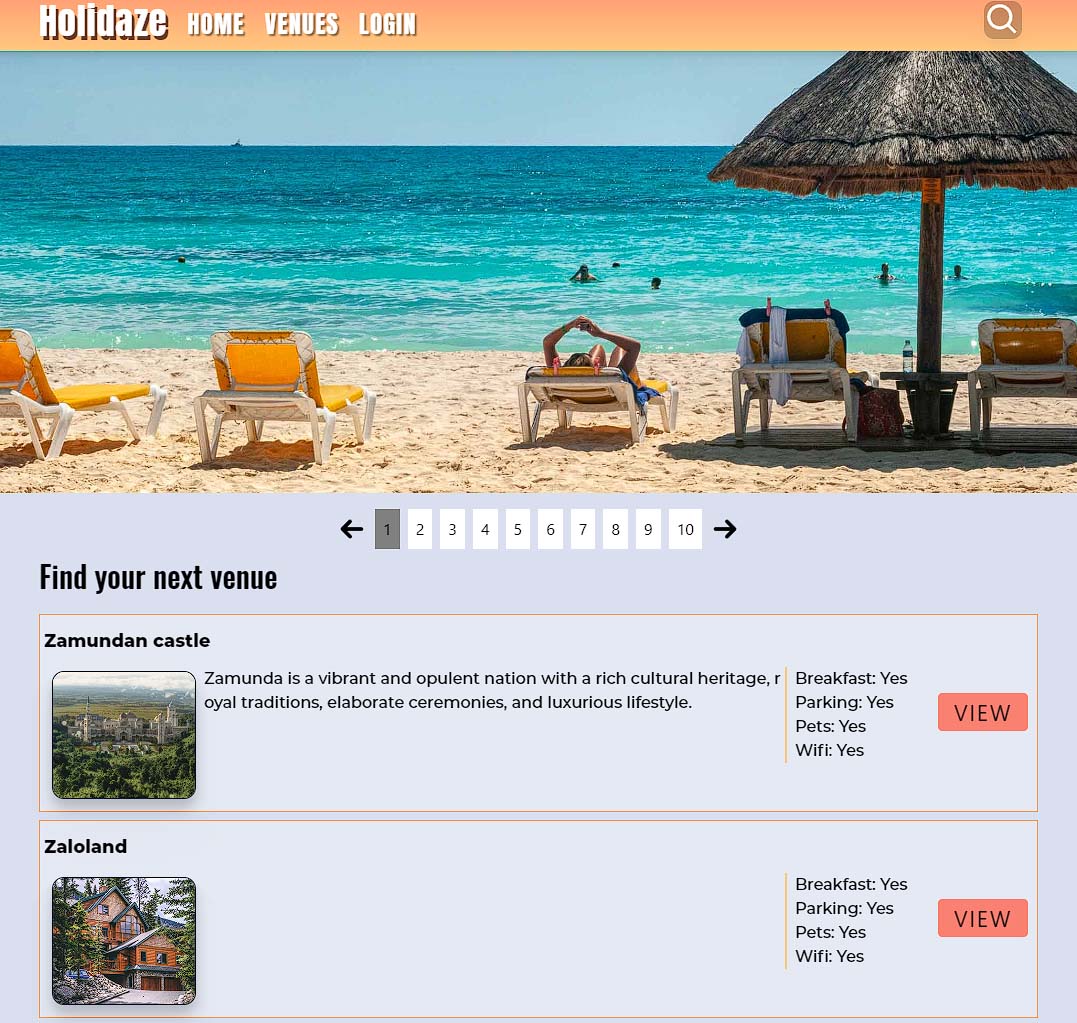 Holidaze HOME VENUES LOGIN
1 2 3 4 5 6 7 8 9 10
Find your next venue
Zamundan castle
Zamunda is a vibrant and opulent nation with a rich cultural heritage, r
oyal traditions, elaborate ceremonies, and luxurious lifestyle.
Breakfast: Yes
Parking: Yes
Pets: Yes
Wifi: Yes
VIEW
Zaloland
Breakfast: Yes
Parking: Yes
Pets: Yes
Wifi: Yes
VIEW